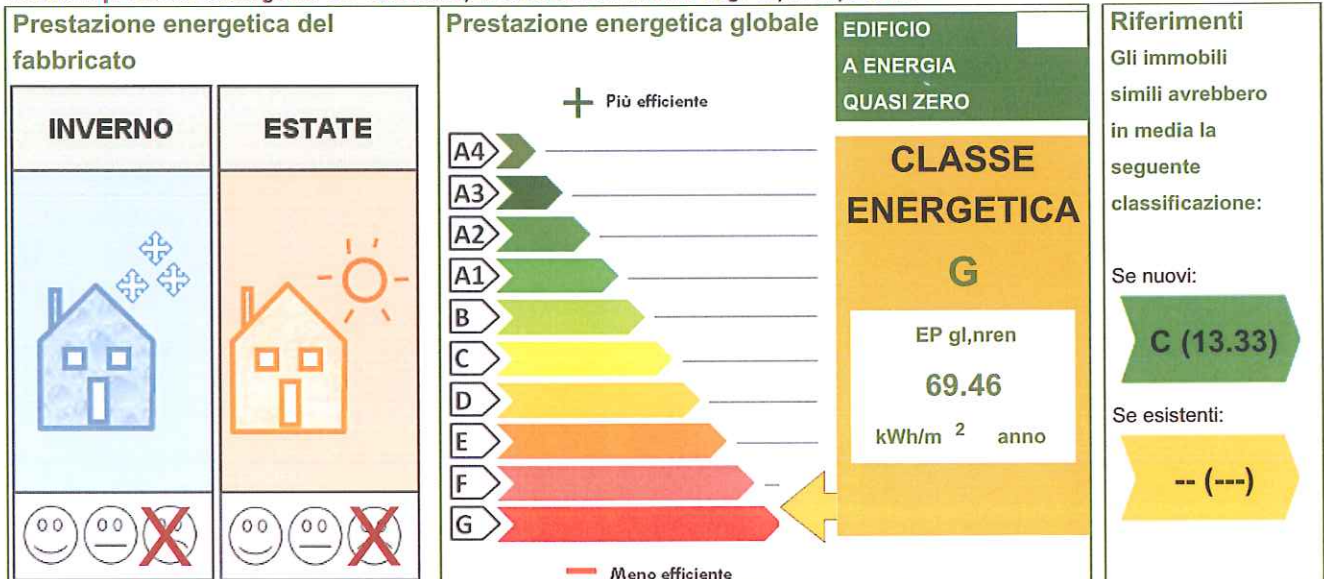 Prestazione energetica del
fabbricato
INVERNO
ESTATE
Prestazione energetica globale
Più efficiente
A4
A3
A2
A1
B
C
D
E
F
G
Meno efficiente
EDIFICIO
A ENERGIA
QUASI ZERO
CLASSE
ENERGETICA
G
EP gl,nren
69.46
kWh/m 2 anno
Riferimenti
Gli immobili
simili avrebbero
in media la
seguente
classificazione:
Se nuovi:
C (13.33)
Se esistenti:
-- (---)